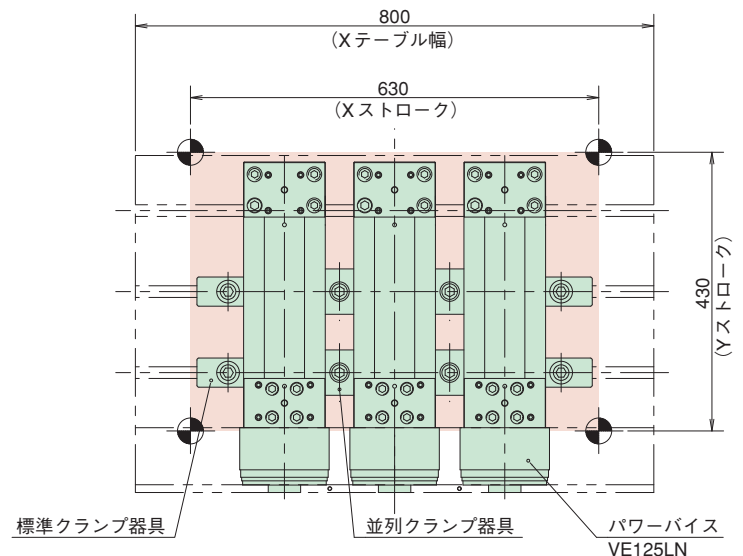 800
(Xテーブル幅)
630
(Xストローク)
430
(Yストローク)
標準クランプ器具
並列クランプ器具
パワーバイス
VE125LN